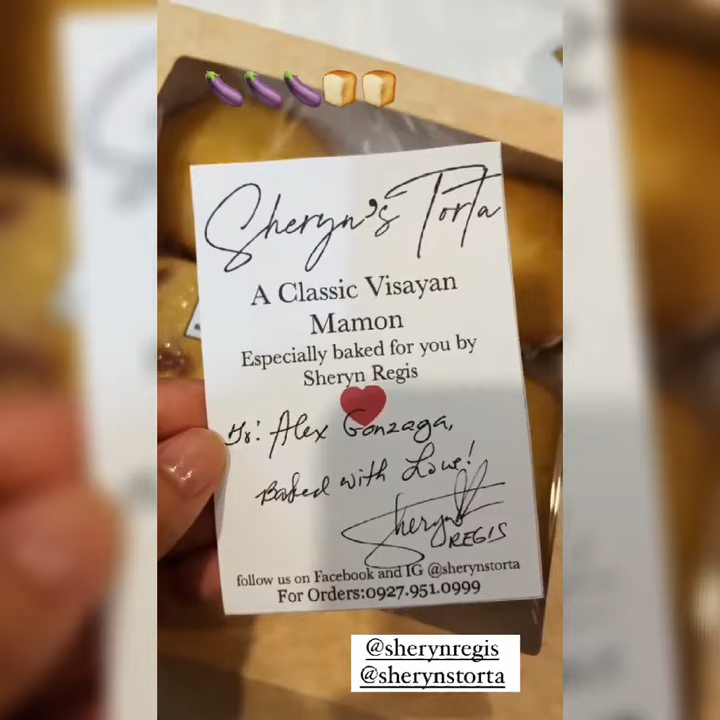 Sheryn's Torta
A Classic Visayan
Mamon
Especially baked for you by
Sheryn Regis
To: Alex Gonzaga,
Baked with Love!
Sheryn
REGIS
follow us on Facebook and IG @sherynstorta
For Orders:0927.951.0999
@sherynregis
@sherynstorta